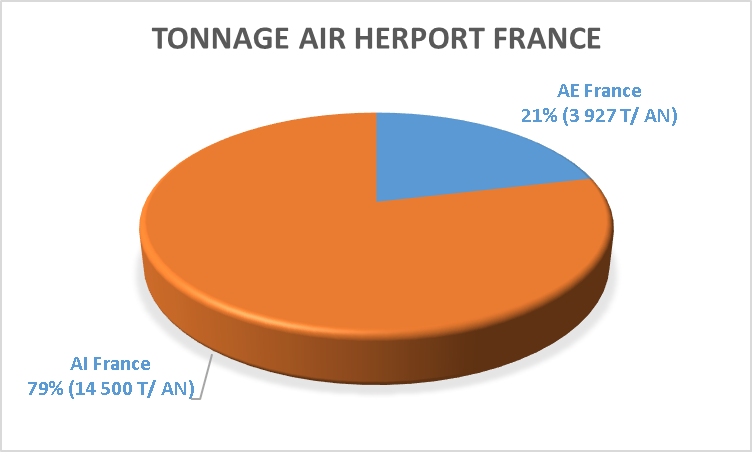 TONNAGE AIR HERPORT FRANCE
AE France
21% (3 927 T/ AN)
AI France
79% (14 500 T/ AN)